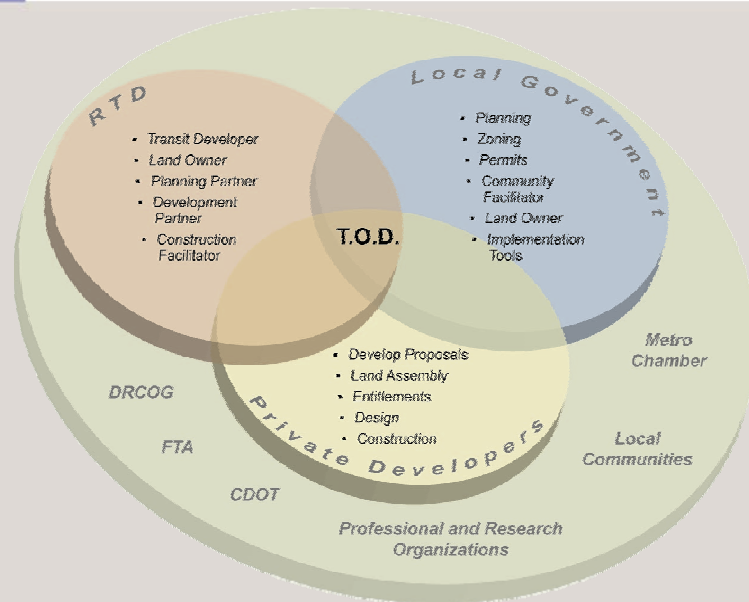 RTD
• Transit Developer
• Land Owner
• Planning Partner
• Development
Partner
• Construction
Facilitator
Local Government
• Planning
• Zoning
• Permits
• Community
Facilitator
• Land Owner
• Implementation
Tools
T.O.D.
• Develop Proposals
• Land Assembly
• Entitlements
• Design
• Construction
Private Developers
DRCOG
FTA
CDOT
Professional and Research
Organizations
Local
Communities
Metro
Chamber